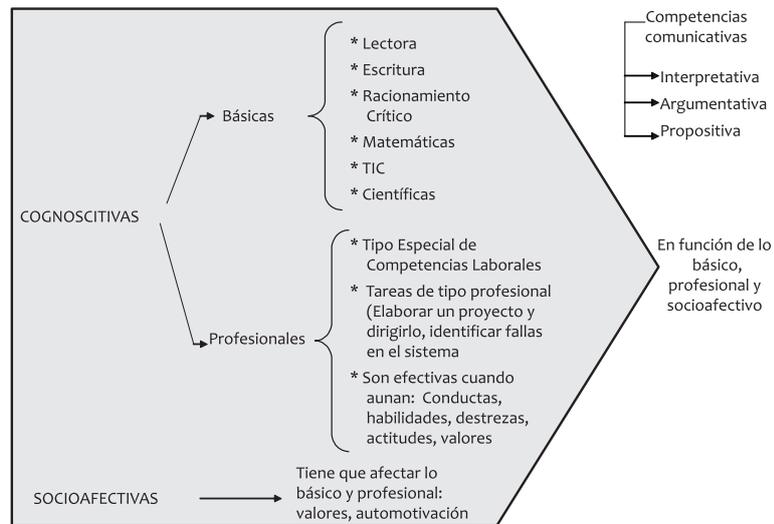 COGNOSCITIVAS
Básicas
* Lectora
* Escritura
* Racionamiento
Crítico
* Matemáticas
* TIC
* Científicas
Profesionales
* Tipo Especial de
Competencias Laborales
* Tareas de tipo profesional
(Elaborar un proyecto y
dirigirlo, identificar fallas
en el sistema
* Son efectivas cuando
aunan: Conductas,
habilidades, destrezas,
actitudes, valores
SOCIOAFECTIVAS
Tiene que afectar lo
básico y profesional:
valores, automotivación
Competencias
comunicativas
Interpretativa
Argumentativa
Propositiva
En función de lo
básico,
profesional y
socioafectivo